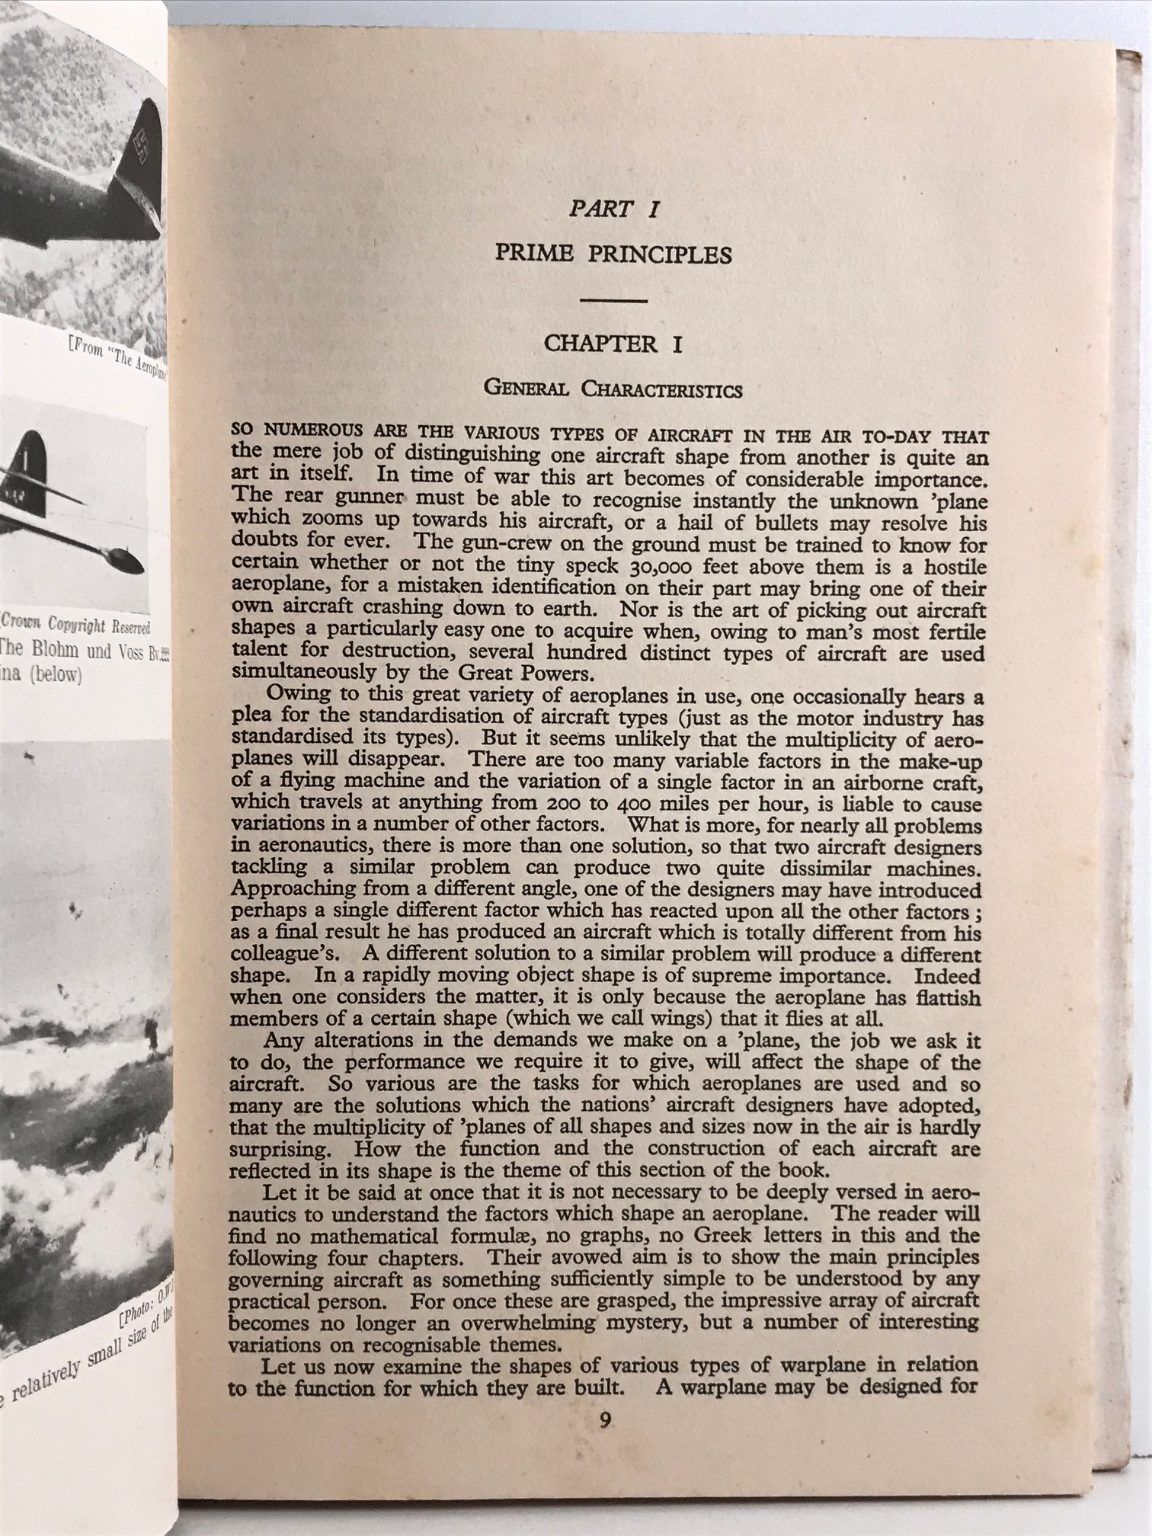 [From "The Aeroplane
[Crown Copyright Reserved
The Blohm und Voss Bv.
(below)
[Photo:
relatively small size of the
PART I
PRIME PRINCIPLES
CHAPTER I
GENERAL CHARACTERISTICS
SO NUMEROUS ARE THE VARIOUS TYPES OF AIRCRAFT IN THE AIR TO-DAY THAT
the mere job of distinguishing one aircraft shape from another is quite an
art in itself. In time of war this art becomes of considerable importance.
The rear gunner must be able to recognise instantly the unknown 'plane
which zooms up towards his aircraft, or a hail of bullets may resolve his
doubts for ever. The gun-crew on the ground must be trained to know for
certain whether or not the tiny speck 30,000 feet above them is a hostile
aeroplane, for a mistaken identification on their part may bring one of their
own aircraft crashing down to earth. Nor is the art of picking out aircraft
shapes a particularly easy one to acquire when, owing to man's most fertile
talent for destruction, several hundred distinct types of aircraft are used
simultaneously by the Great Powers.
Owing to this great variety of aeroplanes in use, one occasionally hears a
plea for the standardisation of aircraft types (just as the motor industry has
standardised its types). But it seems unlikely that the multiplicity of aero-
planes will disappear. There are too many variable factors in the make-up
of a flying machine and the variation of a single factor in an airborne craft,
which travels at anything from 200 to 400 miles per hour, is liable to cause
variations in a number of other factors. What is more, for nearly all problems
in aeronautics, there is more than one solution, so that two aircraft designers
tackling a similar problem can produce two quite dissimilar machines.
Approaching from a different angle, one of the designers may have introduced
perhaps a single different factor which has reacted upon all the other factors ;
as a final result he has produced an aircraft which is totally different from his
colleague's. A different solution to a similar problem will produce a different
shape. In a rapidly moving object shape is of supreme importance. Indeed
when one considers the matter, it is only because the aeroplane has flattish
members of a certain shape (which we call wings) that it flies at all.
Any alterations in the demands we make on a 'plane, the job we ask it
to do, the performance we require it to give, will affect the shape of the
aircraft. So various are the tasks for which aeroplanes are used and so
many are the solutions which the nations' aircraft designers have adopted,
that the multiplicity of 'planes of all shapes and sizes now in the air is hardly
surprising. How the function and the construction of each aircraft are
reflected in its shape is the theme of this section of the book.
Let it be said at once that it is not necessary to be deeply versed in aero-
nautics to understand the factors which shape an aeroplane. The reader will
find no mathematical formulæ, no graphs, no Greek letters in this and the
following four chapters. Their avowed aim is to show the main principles
governing aircraft as something sufficiently simple to be understood by any
practical person. For once these are grasped, the impressive array of aircraft
becomes no longer an overwhelming mystery, but a number of interesting
variations on recognisable themes.
Let us now examine the shapes of various types of warplane in relation
to the function for which they are built. A warplane may be designed for
9